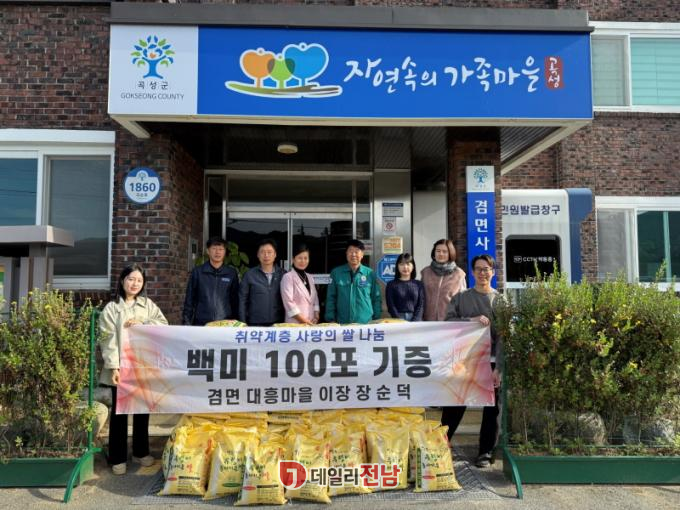 곡성군
GOKSEONG COUNTY
자연속의 가족마을 곡성
1860
겸면사
민원발급창구
CCTV 작동중
취약계층 사랑의 쌀 나눔
백미 100포 기증
겸면 대흥마을 이장 장순덕
데일리전남